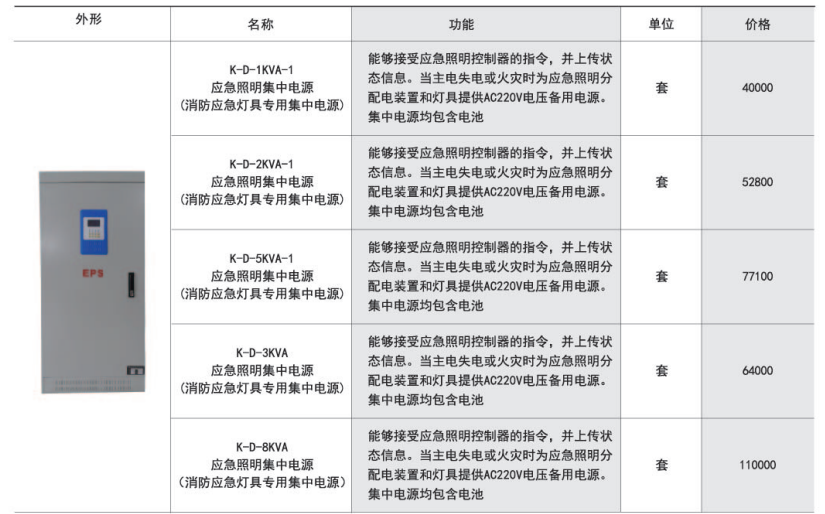 外形
名称
功能
单位
价格
EPS
K-D-1KVA-1
应急照明集中电源
(消防应急灯具专用集中电源)
能够接受应急照明控制器的指令，并上传状
态信息。当主电失电或火灾时为应急照明分
配电装置和灯具提供AC220V电压备用电源。
集中电源均包含电池
套
40000
K-D-2KVA-1
应急照明集中电源
(消防应急灯具专用集中电源)
能够接受应急照明控制器的指令，并上传状
态信息。当主电失电或火灾时为应急照明分
配电装置和灯具提供AC220V电压备用电源。
集中电源均包含电池
套
52800
K-D-5KVA-1
应急照明集中电源
(消防应急灯具专用集中电源)
能够接受应急照明控制器的指令，并上传状
态信息。当主电失电或火灾时为应急照明分
配电装置和灯具提供AC220V电压备用电源。
集中电源均包含电池
套
77100
K-D-3KVA
应急照明集中电源
(消防应急灯具专用集中电源)
能够接受应急照明控制器的指令，并上传状
态信息。当主电失电或火灾时为应急照明分
配电装置和灯具提供AC220V电压备用电源。
集中电源均包含电池
套
64000
K-D-8KVA
应急照明集中电源
(消防应急灯具专用集中电源)
能够接受应急照明控制器的指令，并上传状
态信息。当主电失电或火灾时为应急照明分
配电装置和灯具提供AC220V电压备用电源。
集中电源均包含电池
套
110000